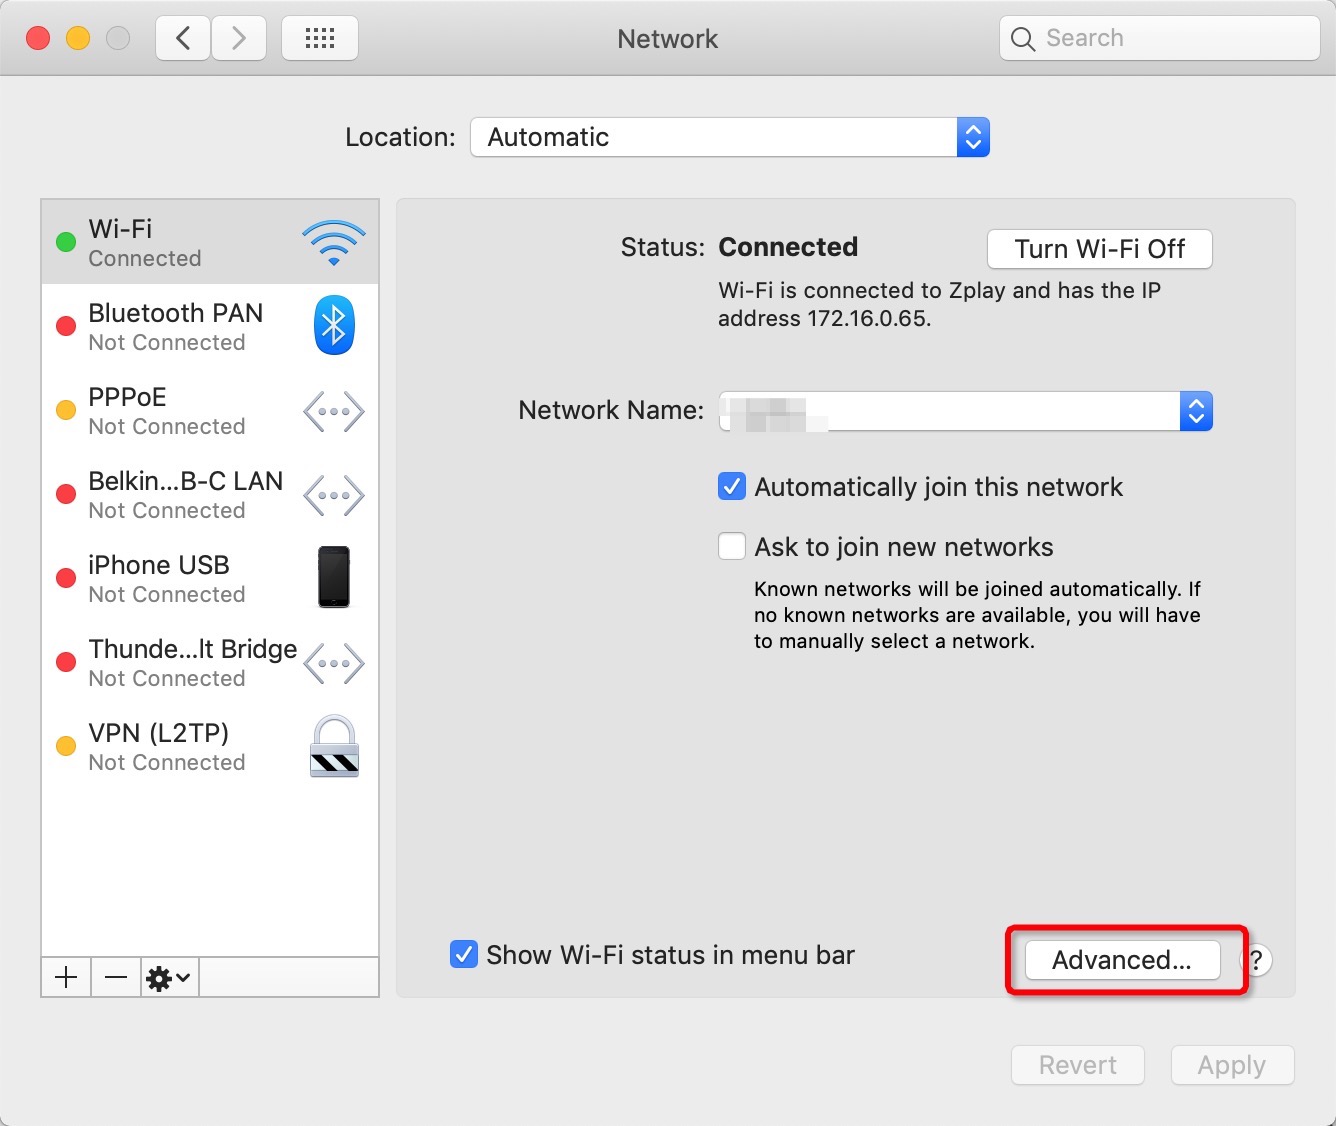 Network
Search
Location:
Automatic
Wi-Fi
Connected
Bluetooth PAN
Not Connected
PPPoE
Not Connected
Belkin...B-C LAN
Not Connected
iPhone USB
Not Connected
Thunde...lt Bridge
Not Connected
VPN (L2TP)
Not Connected
Status: Connected
Turn Wi-Fi Off
Wi-Fi is connected to Zplay and has the IP
address 172.16.0.65.
Network Name:
Automatically join this network
Ask to join new networks
Known networks will be joined automatically. If
no known networks are available, you will have
to manually select a network.
Show Wi-Fi status in menu bar
Advanced...
?
Revert
Apply